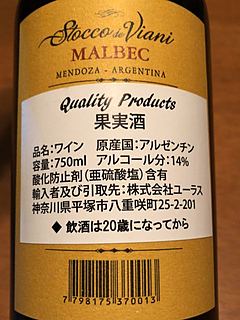 Stocco de Viani
MALBEC
MENDOZA - ARGENTINA
Quality Products
果実酒
品名:ワイン 原産国:アルゼンチン
容量:750ml アルコール分:14%
酸化防止剤(亜硫酸塩)含有
輸入者及び引取先:株式会社ユーラス
神奈川県平塚市八重咲町25-2-201
◆ 飲酒は20歳になってから
7798175370013